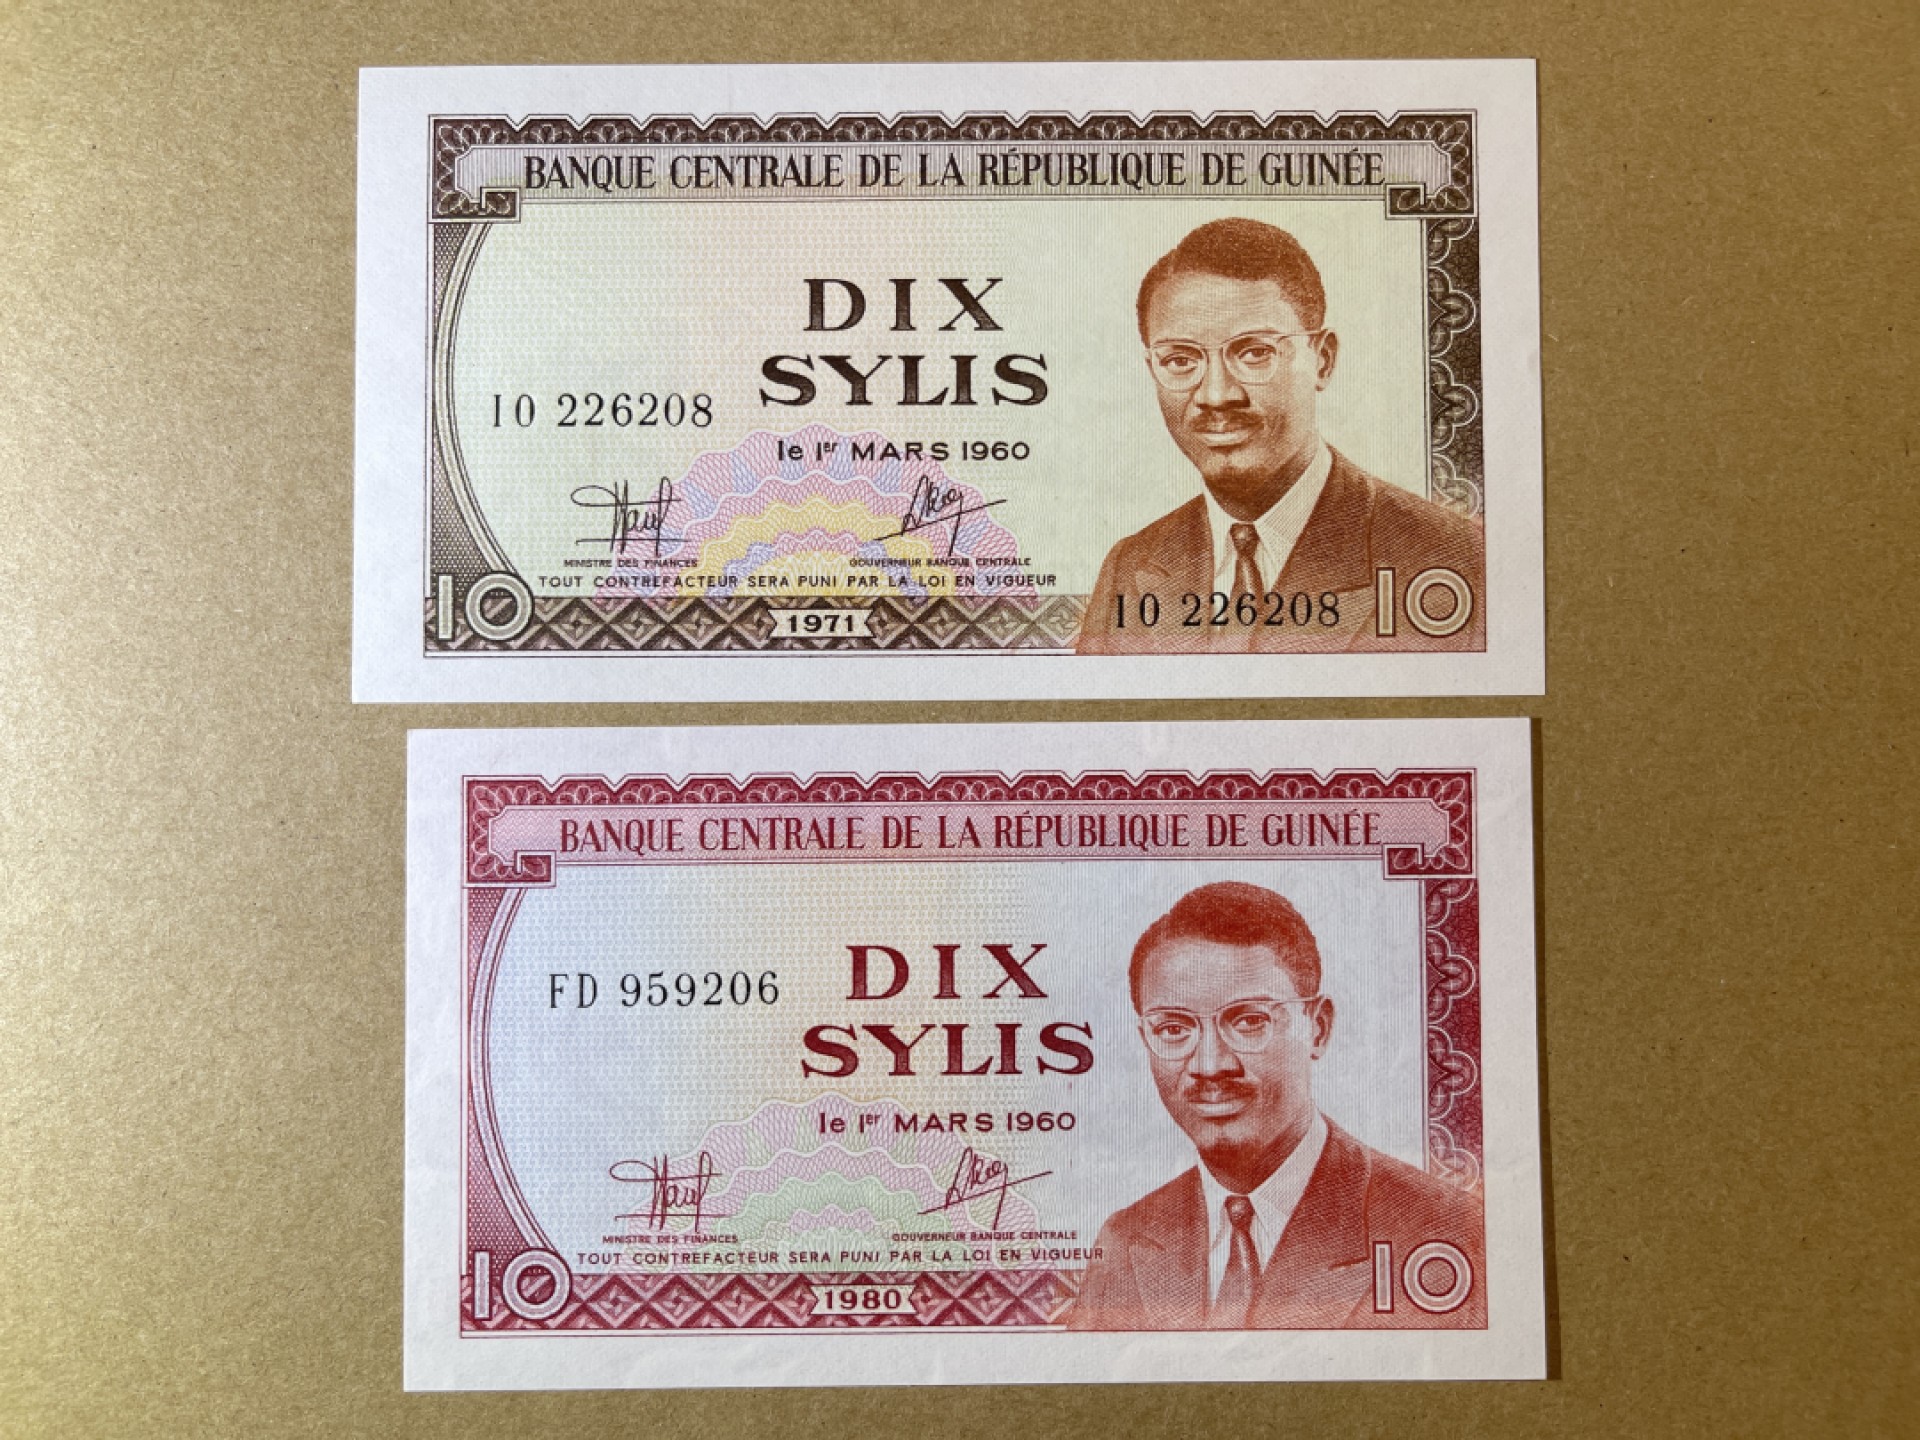 BANQUE CENTRALE DE LA RÉPUBLIQUE DE GUINÉE
DIX
SYLIS
IO 226208
le 1er MARS 1960
MINISTRE DES FINANCES GOUVERNEUR BANQUE CENTRALE
TOUT CONTREFACTEUR SERA PUNI PAR LA LOI EN VIGUEUR
10 1971 IO 226208 10
BANQUE CENTRALE DE LA RÉPUBLIQUE DE GUINÉE
DIX
FD 959206
SYLIS
le 1er MARS 1960
MINISTRE DES FINANCES GOUVERNEUR BANQUE CENTRALE
TOUT CONTREFACTEUR SERA PUNI PAR LA LOI EN VIGUEUR
10 1980 10